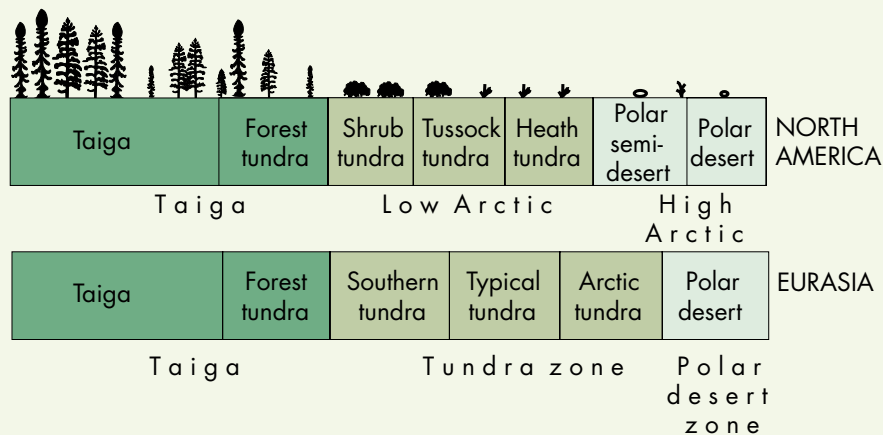 Taiga
Forest
tundra
Shrub
tundra
Tussock
tundra
Heath
tundra
Polar
semi-
desert
Polar
desert
NORTH
AMERICA
Taiga
Low Arctic
High
Arctic
Taiga
Forest
tundra
Southern
tundra
Typical
tundra
Arctic
tundra
Polar
desert
EURASIA
Taiga
Tundra zone
Polar
desert
zone